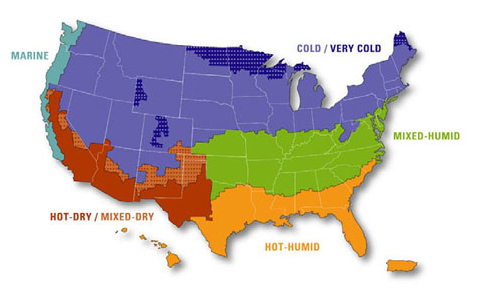 MARINE
COLD / VERY COLD
MIXED-HUMID
HOT-DRY / MIXED-DRY
HOT-HUMID